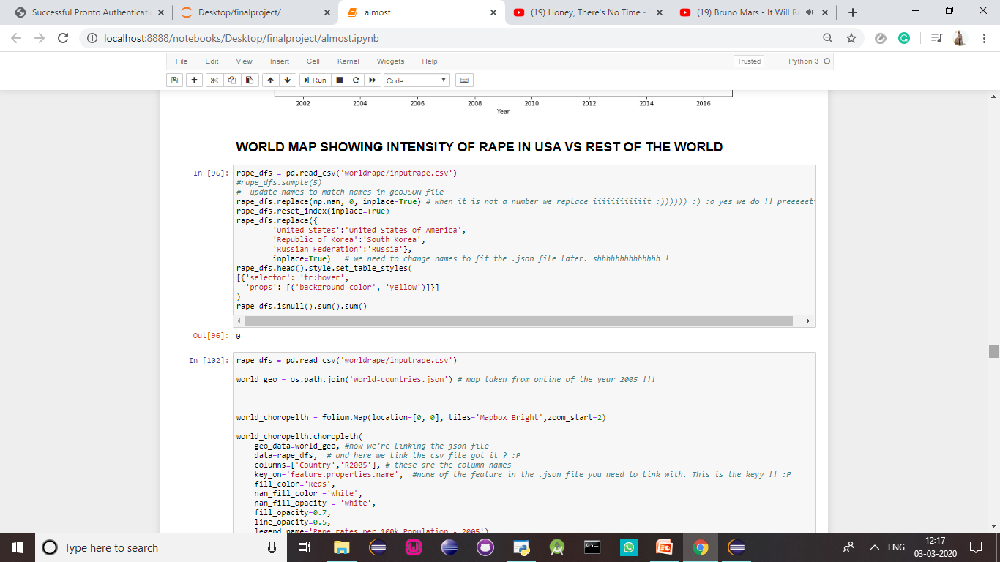 Successful Pronto Authenticati
Desktop/finalproject/
almost
(19) Honey, There's No Time -
(19) Bruno Mars - It Will R
localhost:8888/notebooks/Desktop/finalproject/almost.ipynb
File Edit View Insert Cell Kernel Widgets Help
Trusted
Python 3
Run
Code
2002 2004 2006 2008 2010 2012 2014 2016
Year
WORLD MAP SHOWING INTENSITY OF RAPE IN USA VS REST OF THE WORLD
In [96]:
rape_dfs = pd.read_csv('worldrape/inputrape.csv')
#rape_dfs.sample(5)
#  update names to match names in geoJSON file
rape_dfs.replace(np.nan, 0, inplace=True) # when it is not a number we replace iiiiiiiiiiit :)))))) :) :o yes we do !! preeeeet
rape_dfs.reset_index(inplace=True)
rape_dfs.replace({
        'United States':'United States of America',
        'Republic of Korea':'South Korea',
        'Russian Federation':'Russia'},
        inplace=True)   # we need to change names to fit the .json file later. shhhhhhhhhhhhhh !
rape_dfs.head().style.set_table_styles(
[{'selector': 'tr:hover',
  'props': [('background-color', 'yellow')]}]
)
rape_dfs.isnull().sum().sum()
Out[96]: 0
In [102]:
rape_dfs = pd.read_csv('worldrape/inputrape.csv')
world_geo = os.path.join('world-countries.json') # map taken from online of the year 2005 !!!
world_choropelth = folium.Map(location=[0, 0], tiles='Mapbox Bright',zoom_start=2)
world_choropelth.choropleth(
    geo_data=world_geo, #now we're linking the json file
    data=rape_dfs,  # and here we link the csv file got it ? :P
    columns=['Country','R2005'], # these are the column names
    key_on='feature.properties.name',  #name of the feature in the .json file you need to link with. This is the keyy !! :P
    fill_color='Reds',
    nan_fill_color ='white',
    nan_fill_opacity = 'white',
    fill_opacity=0.7,
    line_opacity=0.5,
    legend_name='Rape rates per 100k Population - 2005')
Type here to search
ENG
12:17
03-03-2020